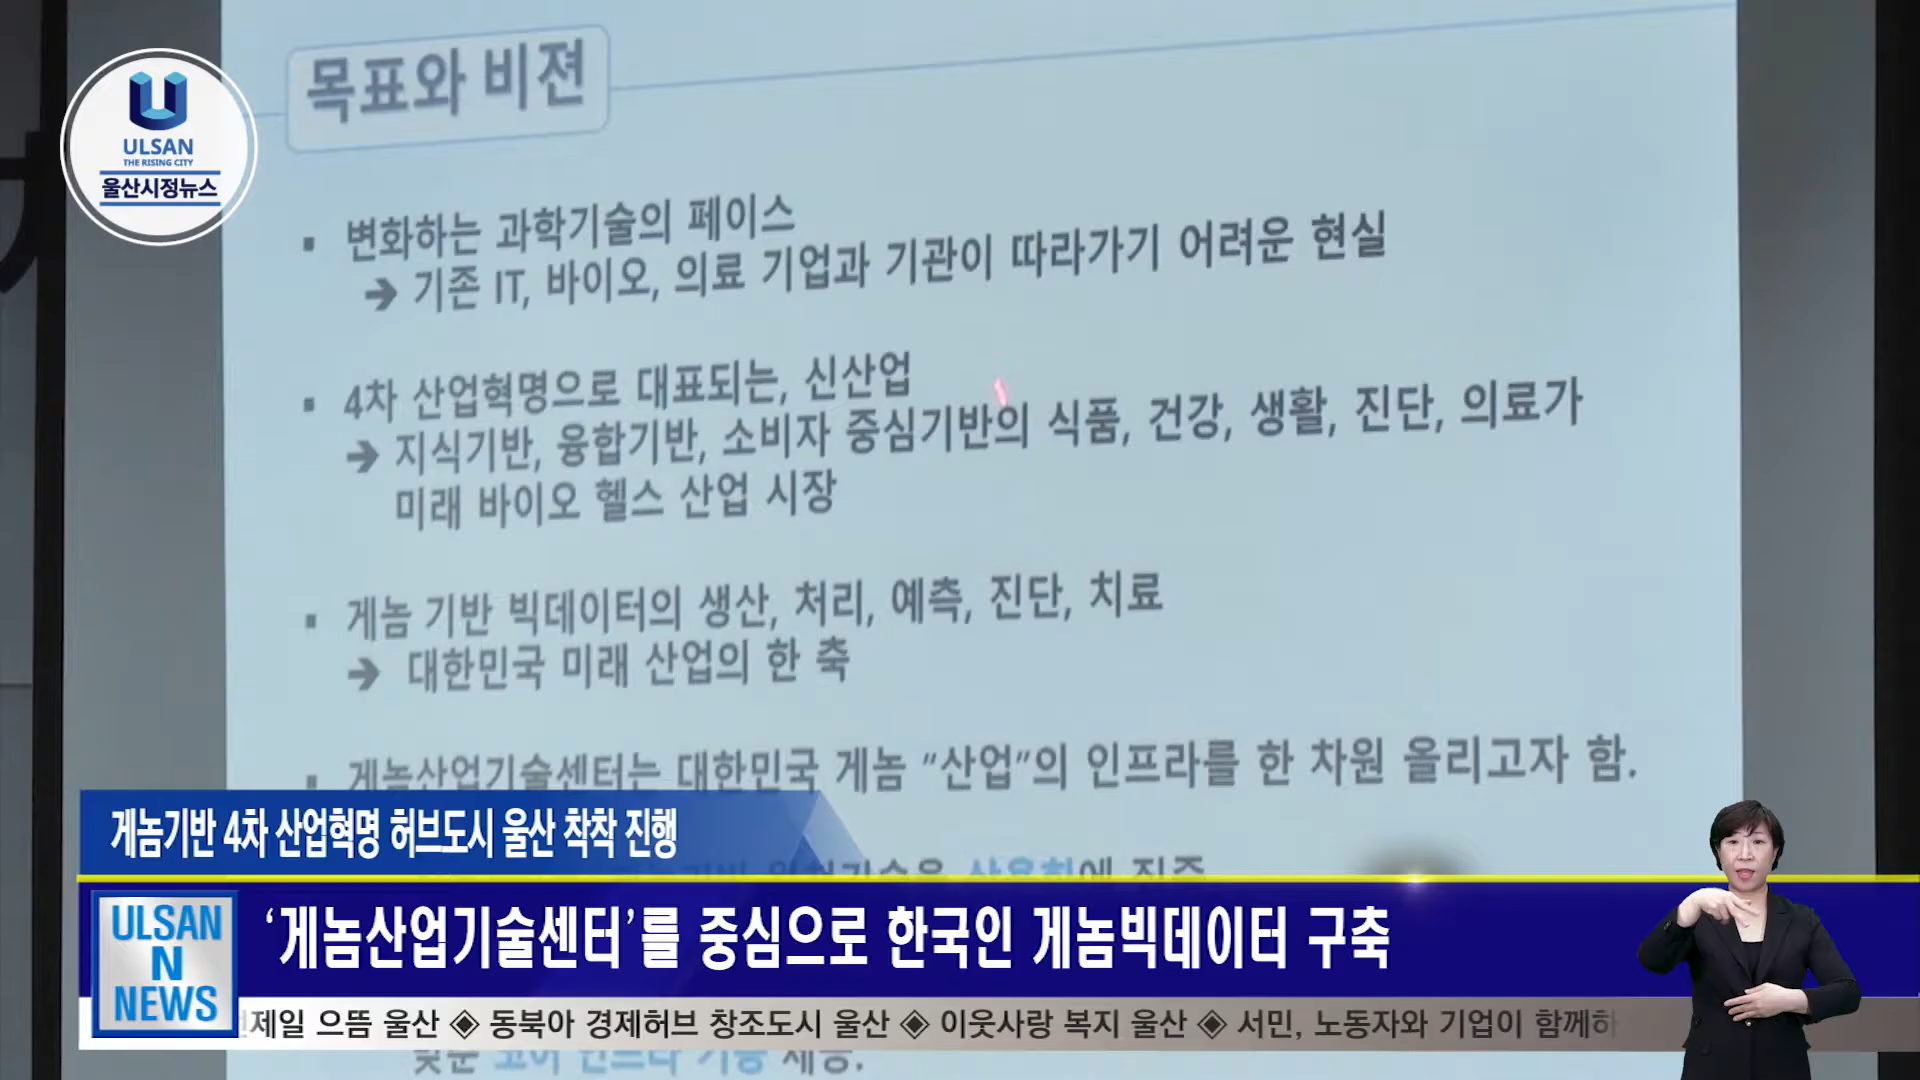 목표와 비젼
ULSAN
THE RISING CITY
울산시정뉴스
▪ 변화하는 과학기술의 페이스
➔ 기존 IT, 바이오, 의료 기업과 기관이 따라가기 어려운 현실
▪ 4차 산업혁명으로 대표되는, 신산업
➔ 지식기반, 융합기반, 소비자 중심기반의 식품, 건강, 생활, 진단, 의료가
미래 바이오 헬스 산업 시장
▪ 게놈 기반 빅데이터의 생산, 처리, 예측, 진단, 치료
➔ 대한민국 미래 산업의 한 축
▪ 게놈산업기술센터는 대한민국 게놈 "산업"의 인프라를 한 차원 올리고자 함.
게놈기반 4차 산업혁명 허브도시 울산 착착 진행
ULSAN
N
NEWS
‘게놈산업기술센터’를 중심으로 한국인 게놈빅데이터 구축
전제일 으뜸 울산 ◈ 동북아 경제허브 창조도시 울산 ◈ 이웃사랑 복지 울산 ◈ 서민, 노동자와 기업이 함께하